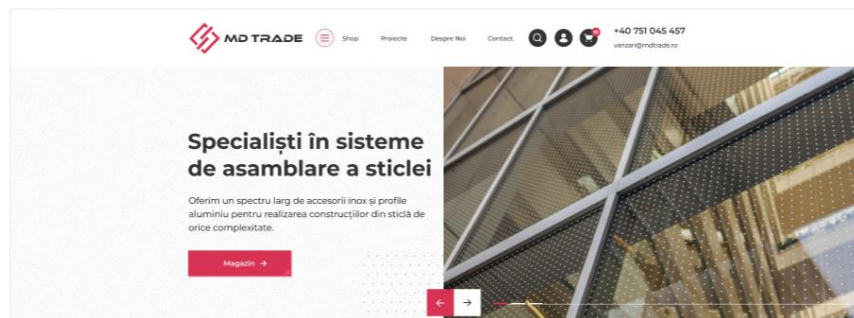 MD TRADE
Shop
Proiecte
Despre Noi
Contact
+40 751 045 457
vanzari@mdtrade.ro
Specialiști în sisteme
de asamblare a sticlei
Oferim un spectru larg de accesorii inox și profile
aluminiu pentru realizarea construcțiilor din sticlă de
orice complexitate.
Magazin →